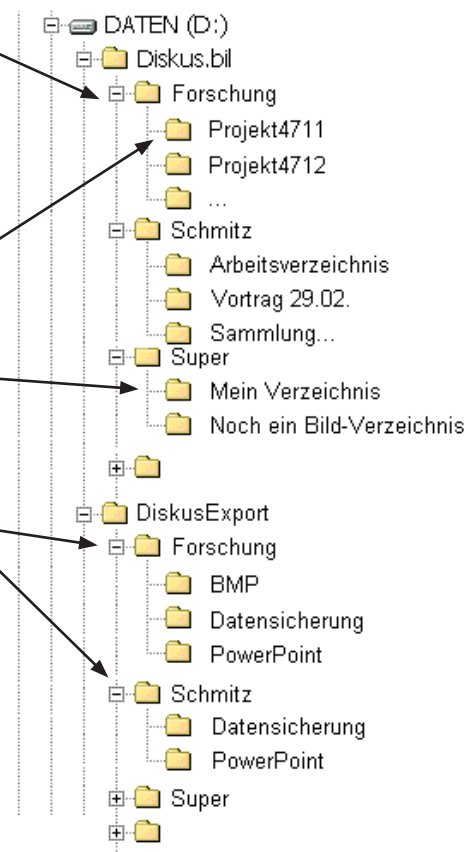 DATEN (D:)
Diskus.bil
Forschung
Projekt4711
Projekt4712
...
Schmitz
Arbeitsverzeichnis
Vortrag 29.02.
Sammlung...
Super
Mein Verzeichnis
Noch ein Bild-Verzeichnis
DiskusExport
Forschung
BMP
Datensicherung
PowerPoint
Schmitz
Datensicherung
PowerPoint
Super